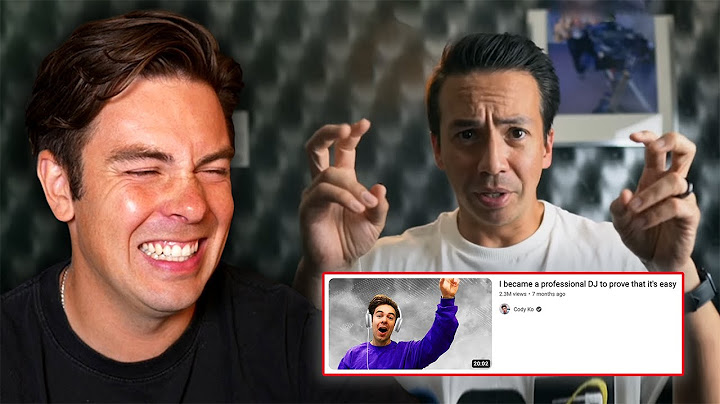 I became a professional DJ to prove that it's easy
2.3M views • 7 months ago
Cody Ko
20:02